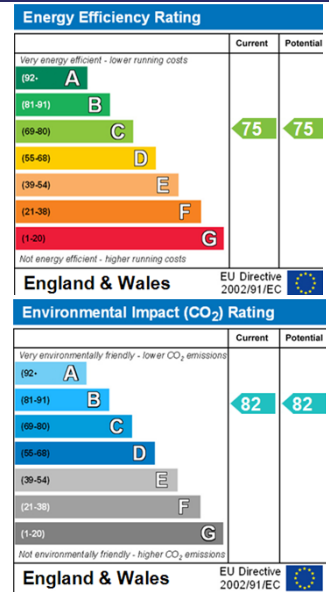 Energy Efficiency Rating
Current Potential
Very energy efficient - lower running costs
(92- A
(81-91) B
(69-80) C 75 75
(55-68) D
(39-54) E
(21-38) F
(1-20) G
Not energy efficient - higher running costs
England & Wales
EU Directive
2002/91/EC
Environmental Impact (CO2) Rating
Current Potential
Very environmentally friendly - lower CO2 emissions
(92- A
(81-91) B 82 82
(69-80) C
(55-68) D
(39-54) E
(21-38) F
(1-20) G
Not environmentally friendly - higher CO2 emissions
England & Wales
EU Directive
2002/91/EC